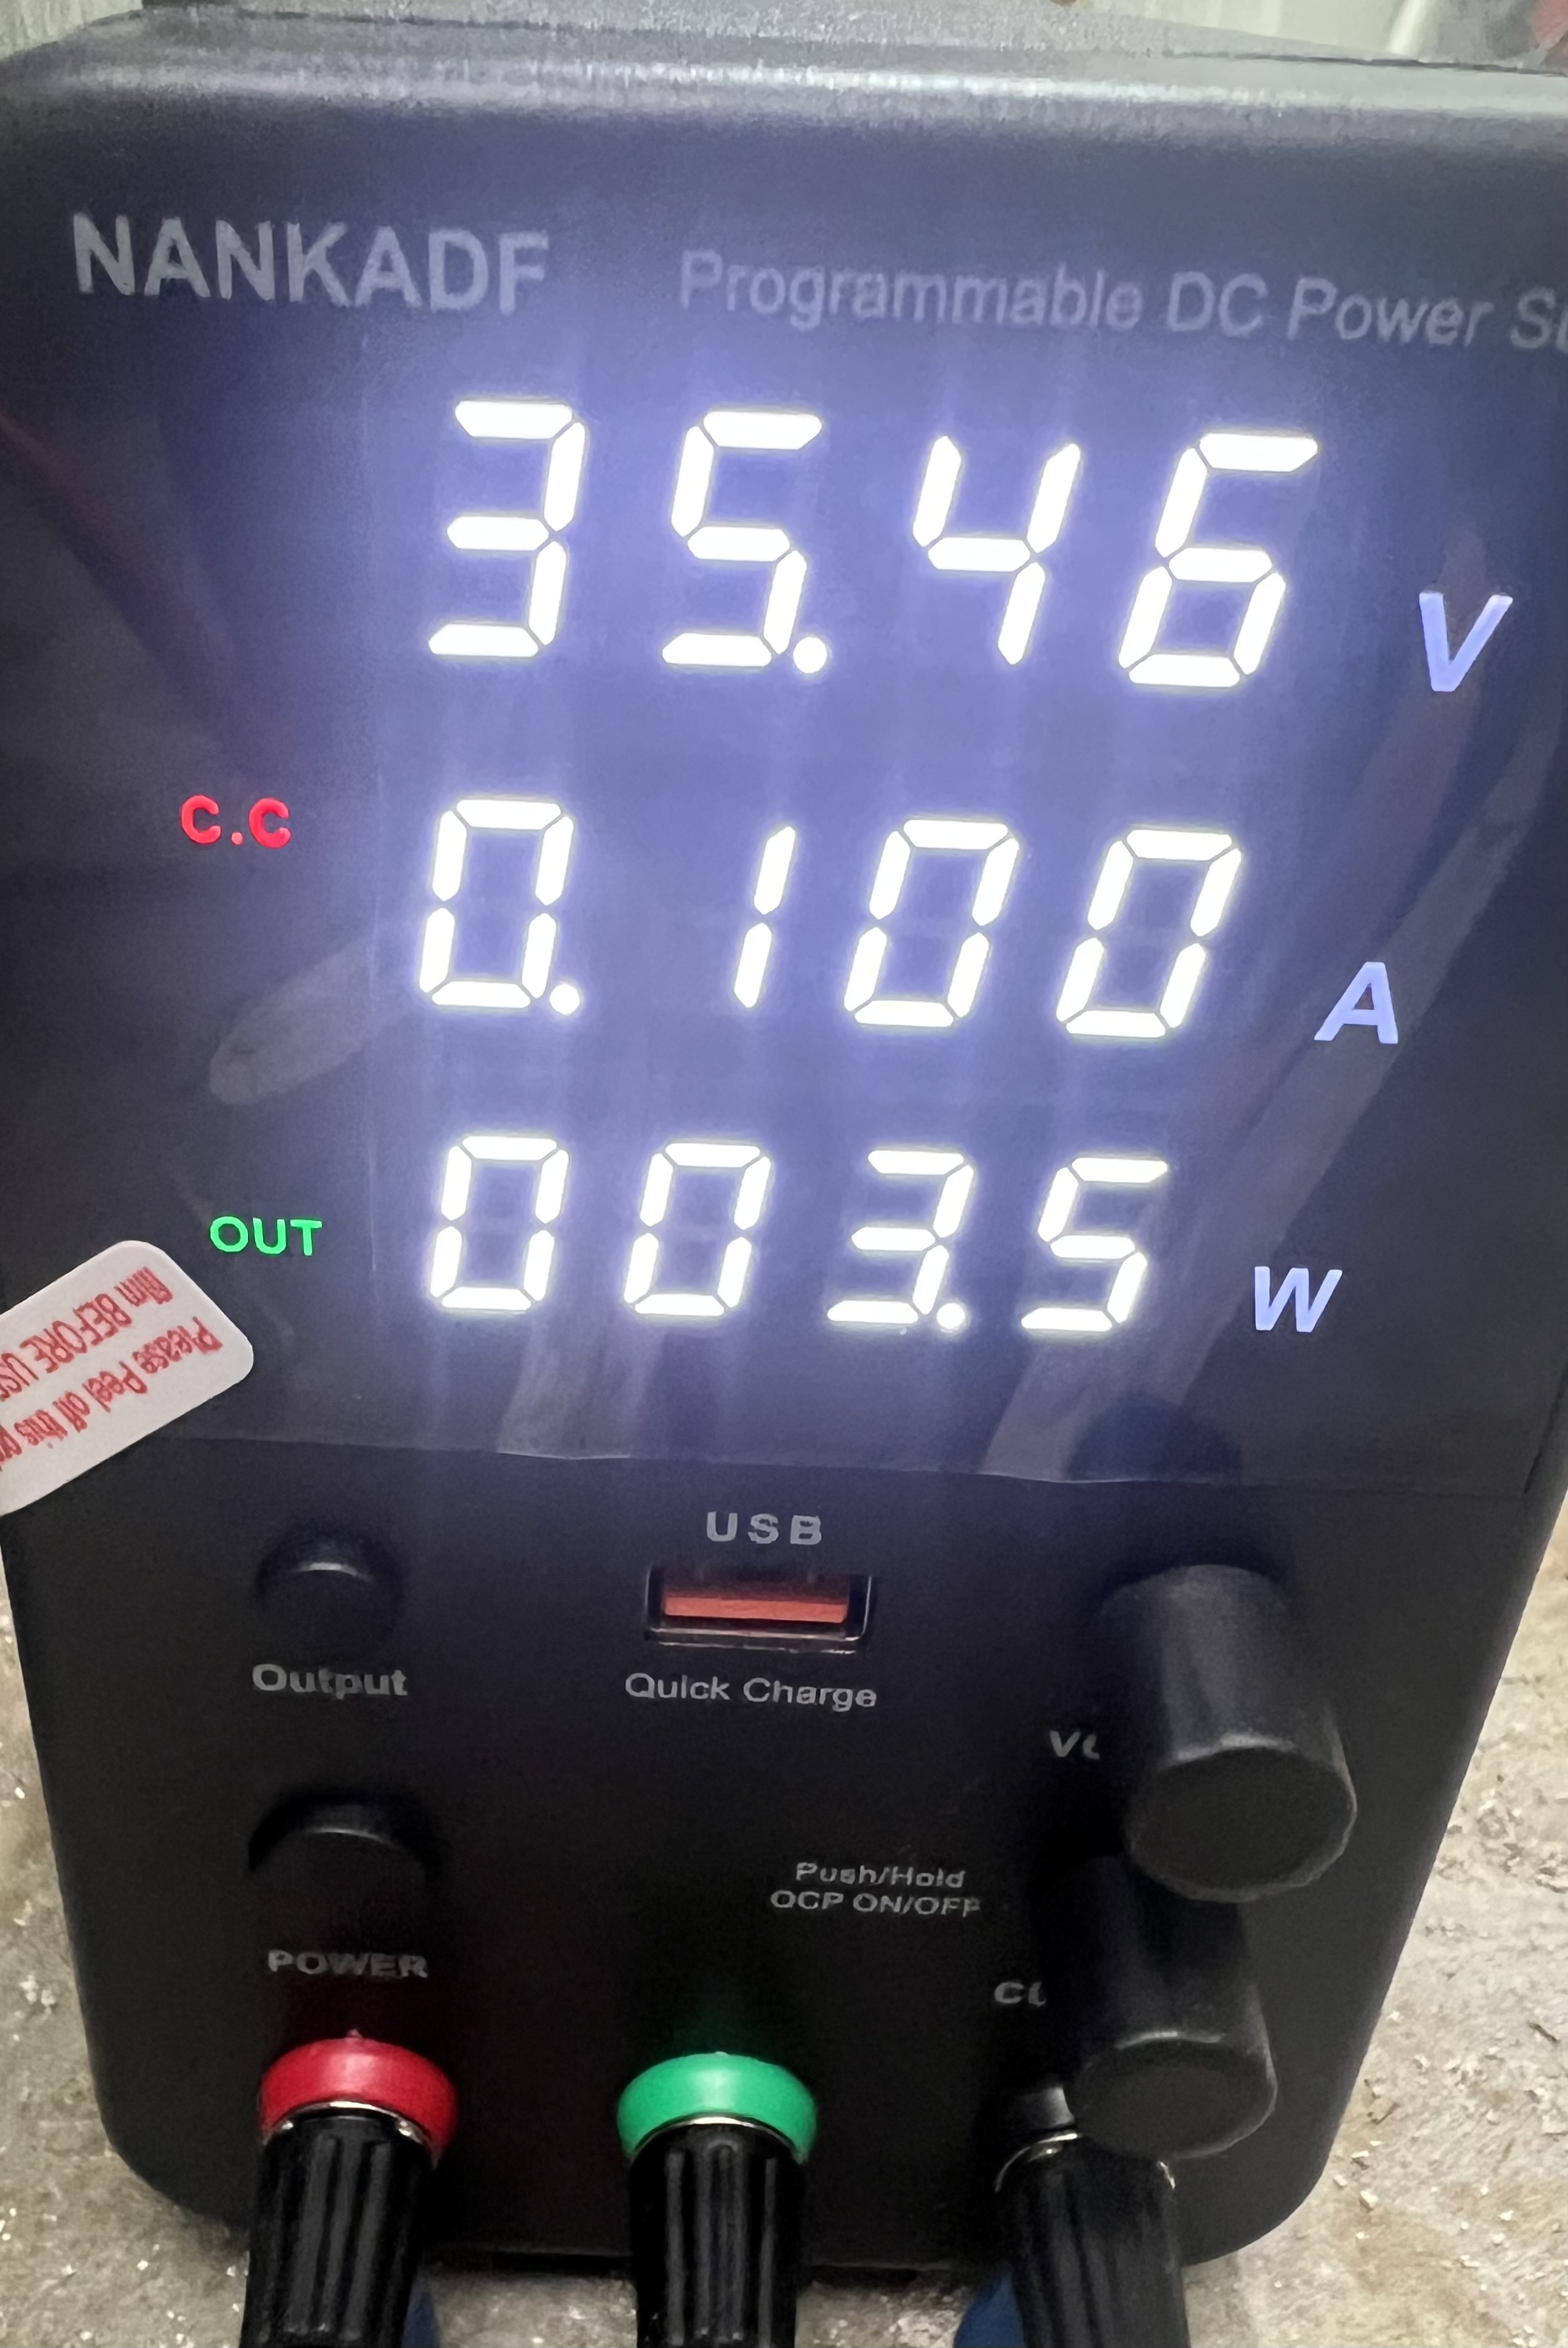 NANKADF Programmable DC Power
35.46 V
C.C 0.100 A
OUT 003.5 W
Please Peel off this
film BEFORE
USB
Output
Quick Charge
Push/Hold
OCP ON/OFF
POWER